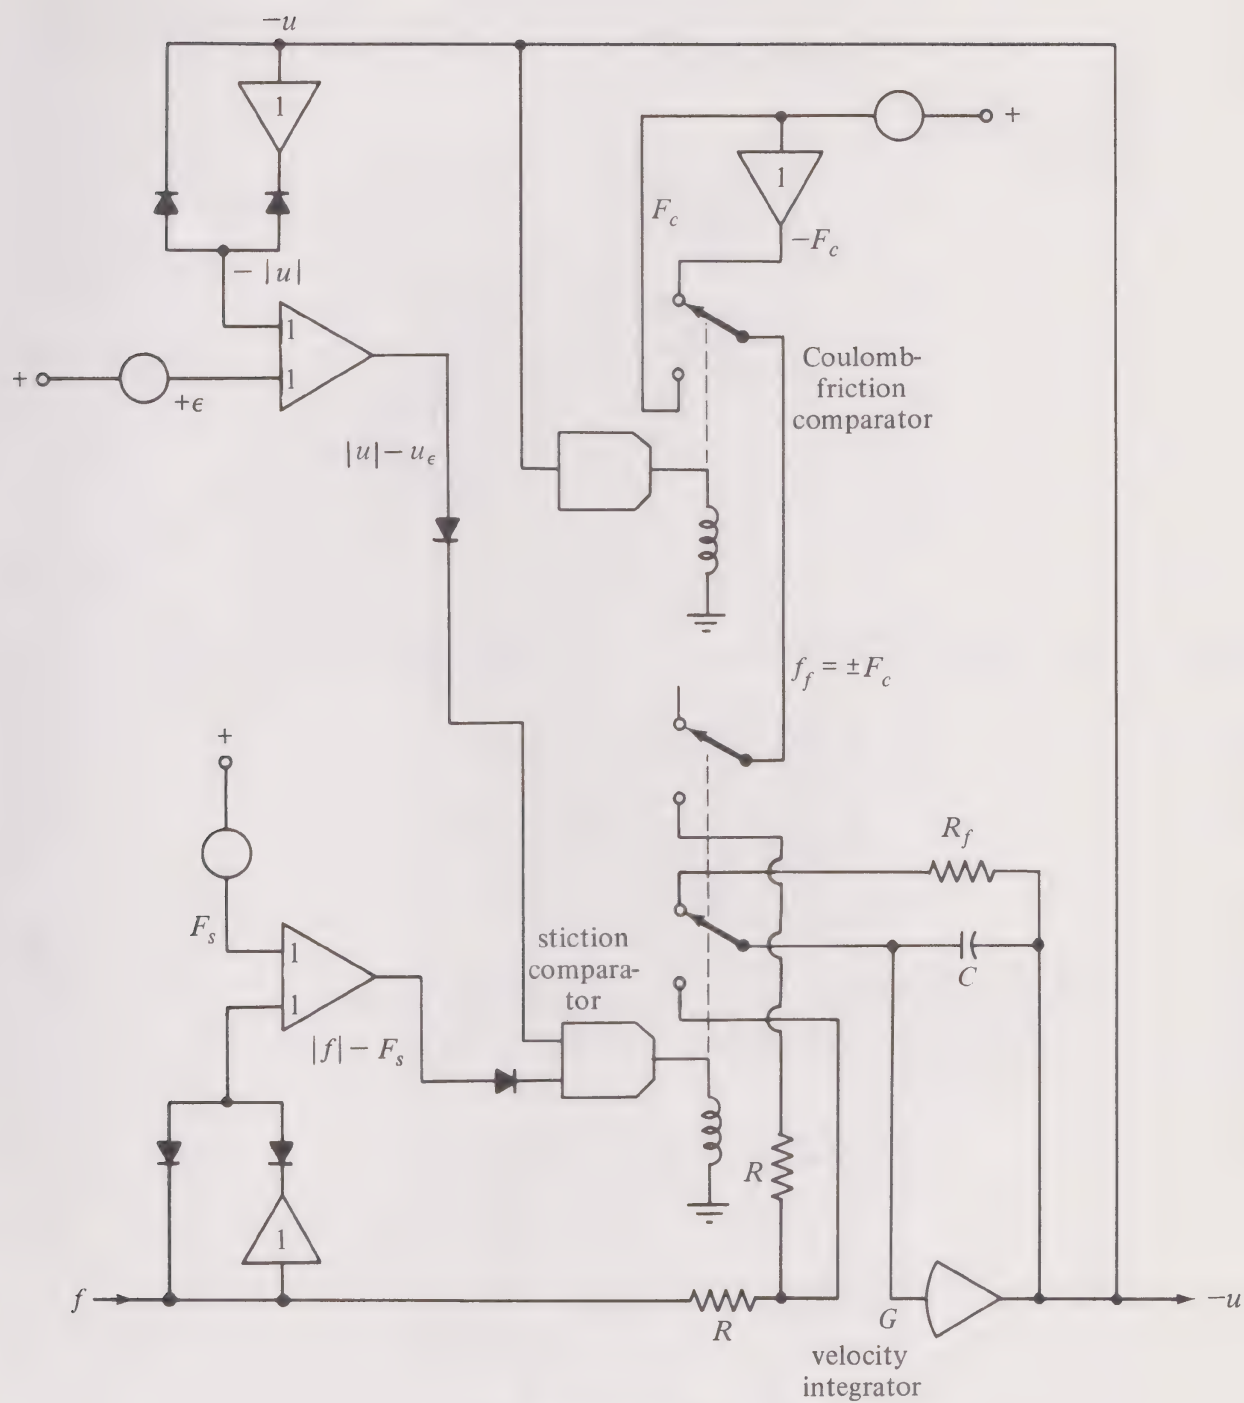 −u
1
+
1
F_c
−F_c
− |u|
1
1
+
+ϵ
Coulomb-
friction
comparator
|u| − u_ϵ
f_f = ±F_c
+
R_f
F_s
1
1
stiction
compara-
tor
C
|f| − F_s
R
1
f
R
G
−u
velocity
integrator